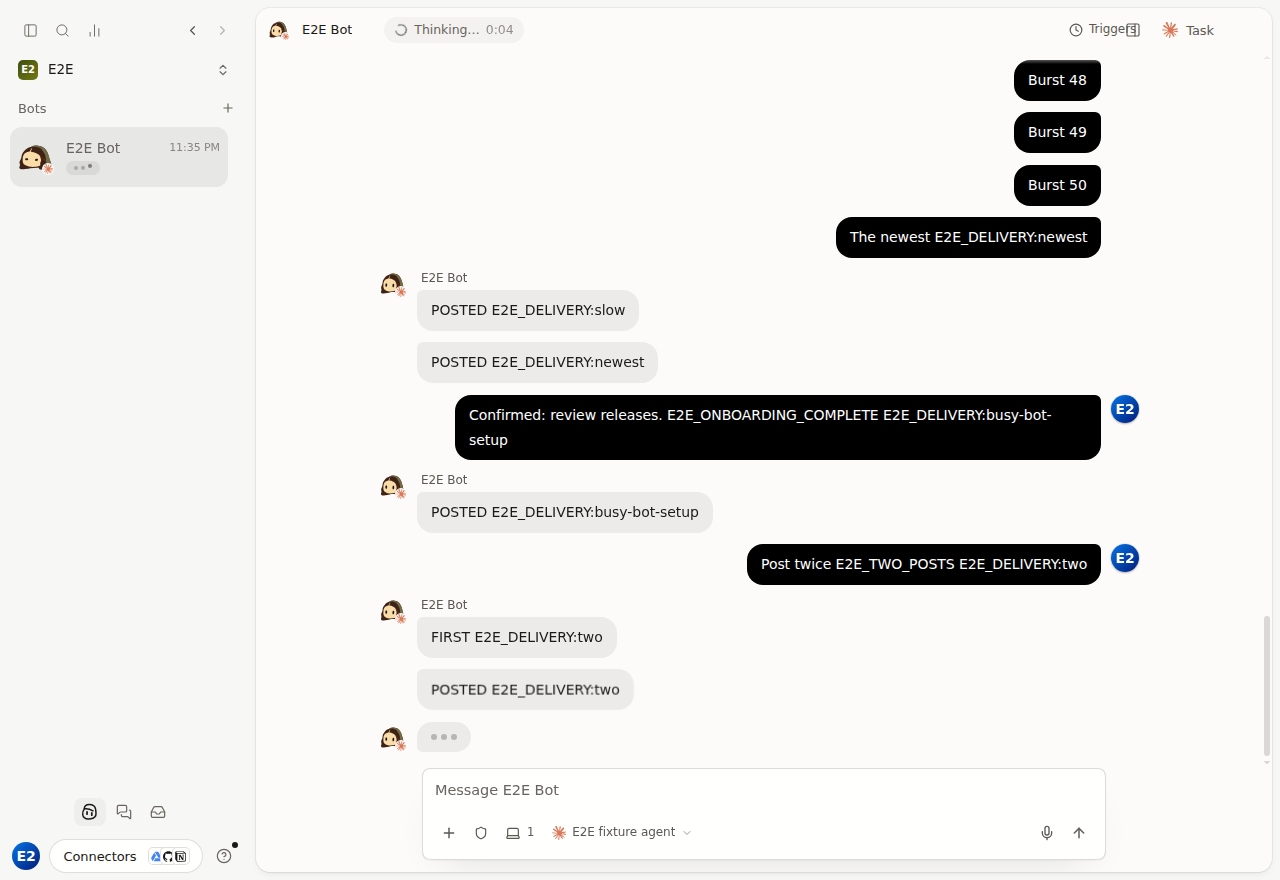 E2E Bot
Thinking... 0:04
Triggers
Task
E2 E2E
Bots
E2E Bot
11:35 PM
Burst 48
Burst 49
Burst 50
The newest E2E_DELIVERY:newest
E2E Bot
POSTED E2E_DELIVERY:slow
POSTED E2E_DELIVERY:newest
Confirmed: review releases. E2E_ONBOARDING_COMPLETE E2E_DELIVERY:busy-bot-
setup
E2
E2E Bot
POSTED E2E_DELIVERY:busy-bot-setup
Post twice E2E_TWO_POSTS E2E_DELIVERY:two
E2
E2E Bot
FIRST E2E_DELIVERY:two
POSTED E2E_DELIVERY:two
Message E2E Bot
1
E2E fixture agent
E2
Connectors